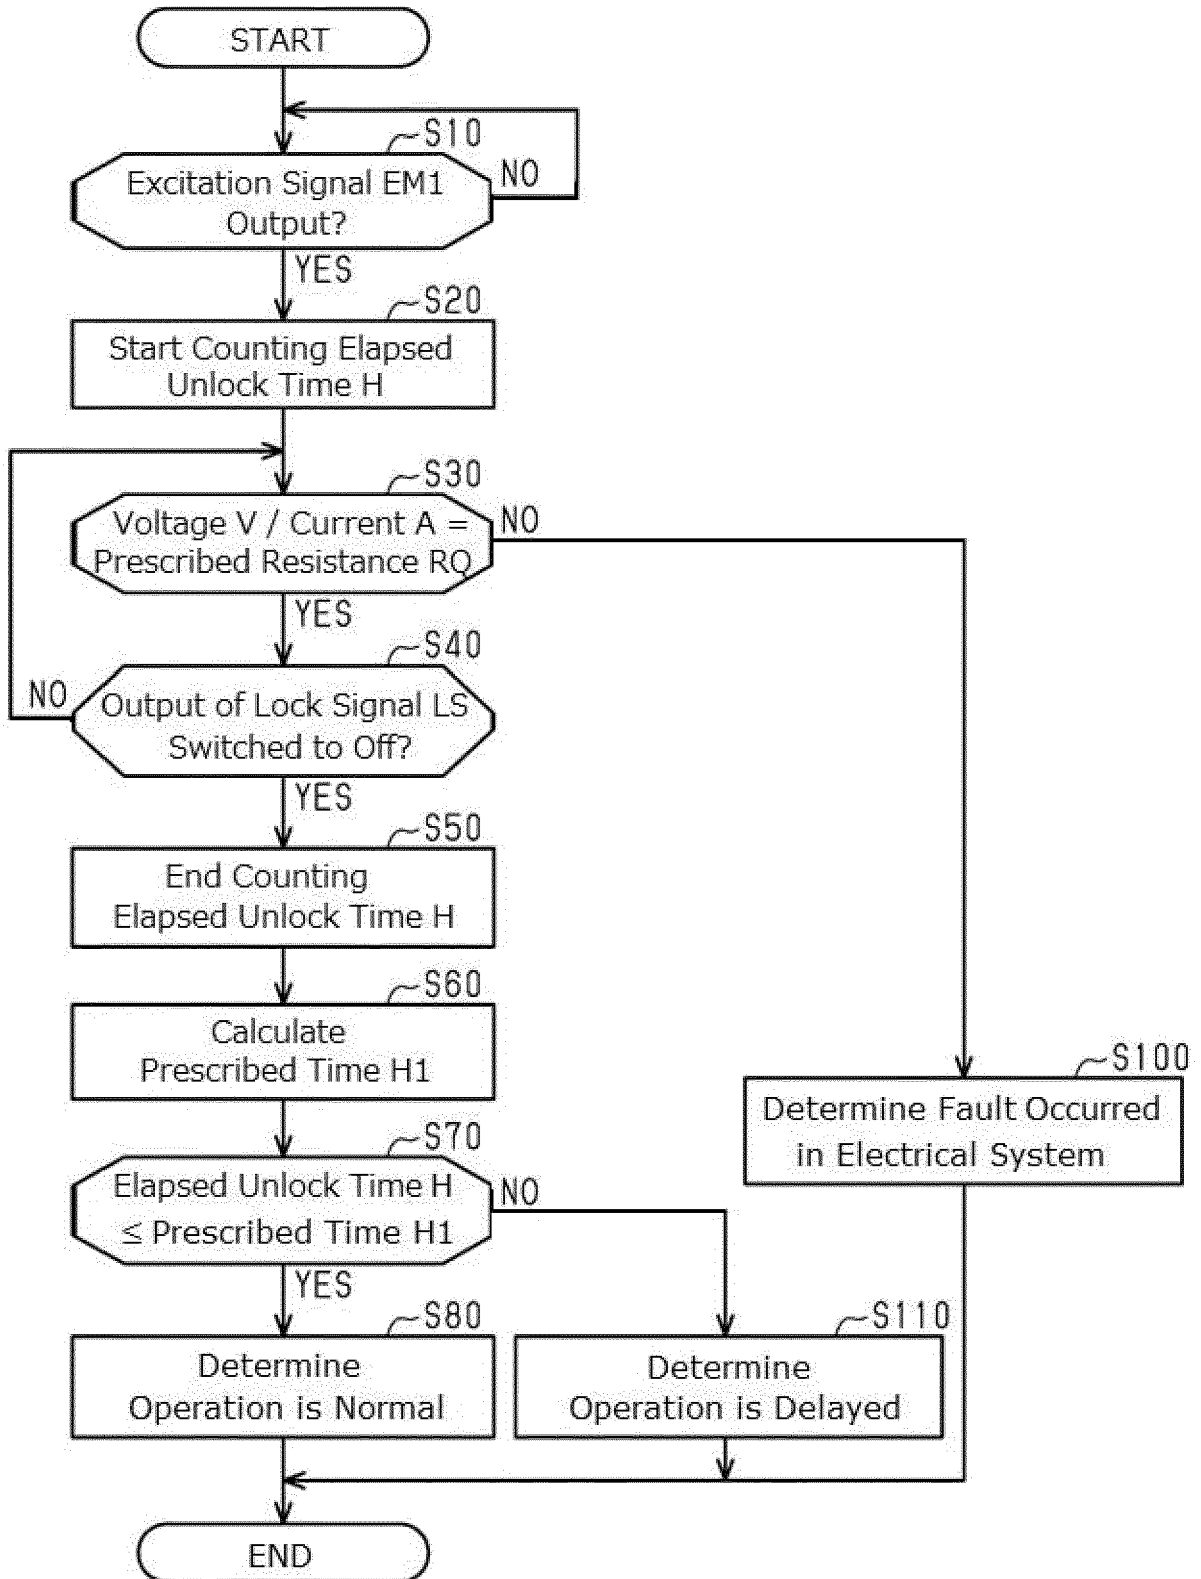 START
S10
Excitation Signal EM1
Output?
NO
YES
S20
Start Counting Elapsed
Unlock Time H
S30
Voltage V / Current A =
Prescribed Resistance RQ
NO
YES
S40
Output of Lock Signal LS
Switched to Off?
NO
YES
S50
End Counting
Elapsed Unlock Time H
S60
Calculate
Prescribed Time H1
S100
Determine Fault Occurred
in Electrical System
S70
Elapsed Unlock Time H
≤ Prescribed Time H1
NO
YES
S80
Determine
Operation is Normal
S110
Determine
Operation is Delayed
END